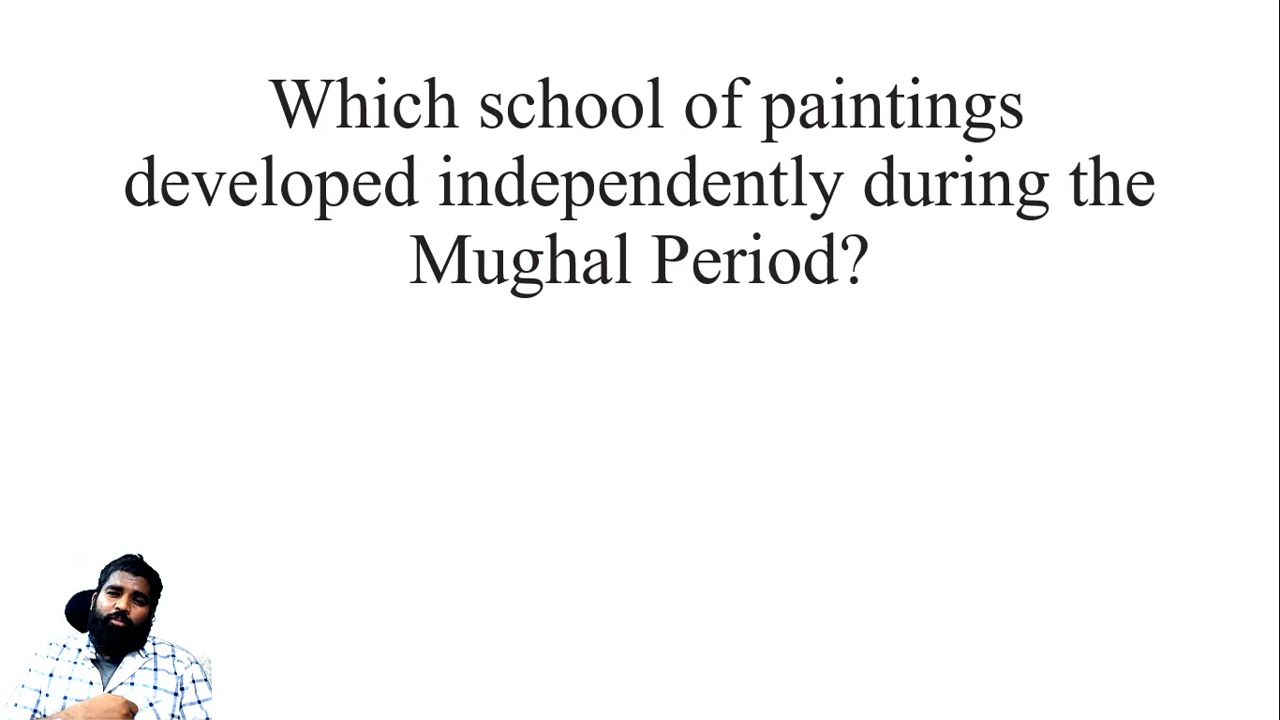 Which school of paintings
developed independently during the
Mughal Period?